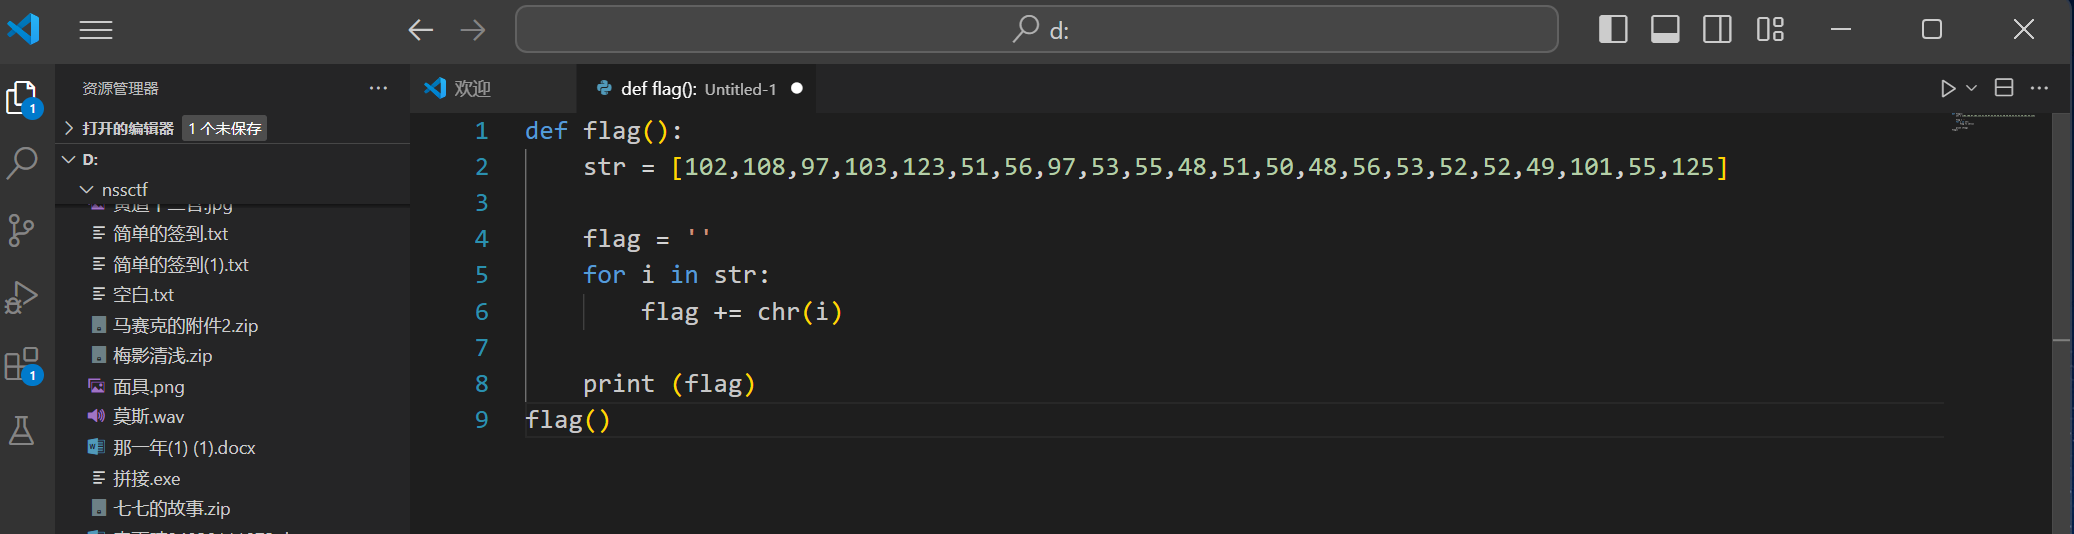 d:
资源管理器
欢迎
def flag(): Untitled-1
打开的编辑器 1 个未保存
D:
nssctf
简单的签到.txt
简单的签到(1).txt
空白.txt
马赛克的附件2.zip
梅影清浅.zip
面具.png
莫斯.wav
那一年(1) (1).docx
拼接.exe
七七的故事.zip
1
1
1 def flag():
2 str = [102,108,97,103,123,51,56,97,53,55,48,51,50,48,56,53,52,52,49,101,55,125]
3
4 flag = ''
5 for i in str:
6 flag += chr(i)
7
8 print (flag)
9 flag()